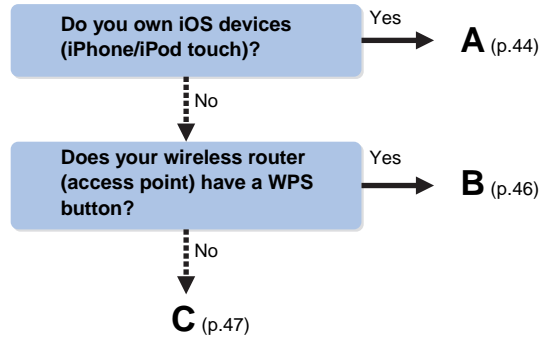 Do you own iOS devices
(iPhone/iPod touch)?
Yes
A (p.44)
No
Does your wireless router
(access point) have a WPS
button?
Yes
B (p.46)
No
C (p.47)